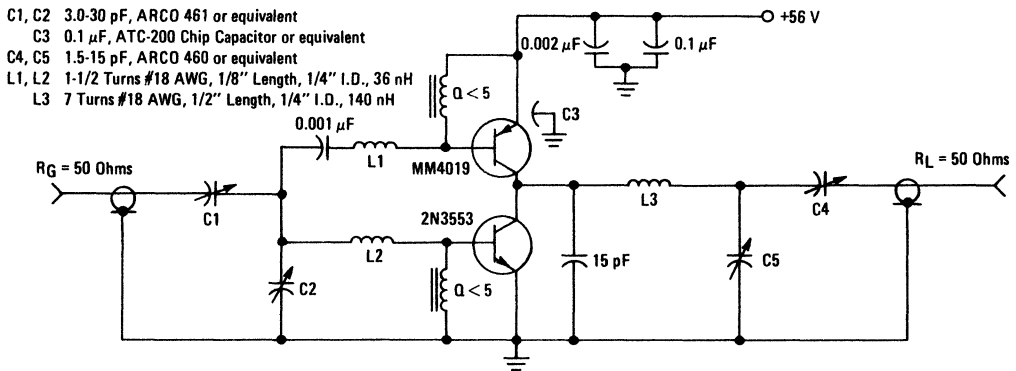 C1, C2 3.0-30 pF, ARCO 461 or equivalent
C3 0.1 μF, ATC-200 Chip Capacitor or equivalent
C4, C5 1.5-15 pF, ARCO 460 or equivalent
L1, L2 1-1/2 Turns #18 AWG, 1/8" Length, 1/4" I.D., 36 nH
L3 7 Turns #18 AWG, 1/2" Length, 1/4" I.D., 140 nH
+56 V
0.002 μF
0.1 μF
Q < 5
C3
0.001 μF
L1
MM4019
RG = 50 Ohms
C1
RL = 50 Ohms
L3
C4
2N3553
L2
C2
Q < 5
15 pF
C5